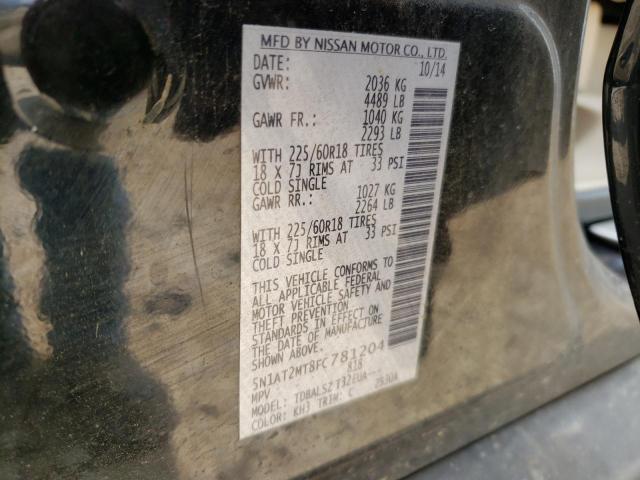 MFD BY NISSAN MOTOR CO., LTD.
DATE: 10/14
GVWR: 2036 KG
4489 LB
GAWR FR.: 1040 KG
2293 LB
WITH 225/60R18 TIRES
18 X 7J RIMS AT 33 PSI
COLD SINGLE
GAWR RR.: 1027 KG
2264 LB
WITH 225/60R18 TIRES
18 X 7J RIMS AT 33 PSI
COLD SINGLE
THIS VEHICLE CONFORMS TO
ALL APPLICABLE FEDERAL
MOTOR VEHICLE SAFETY AND
THEFT PREVENTION
STANDARDS IN EFFECT ON
THE DATE OF MANUFACTURE
SHOWN ABOVE.
5N1AT2MT8FC781204
MPV 818
MODEL:
COLOR: KH3 TRIM: C